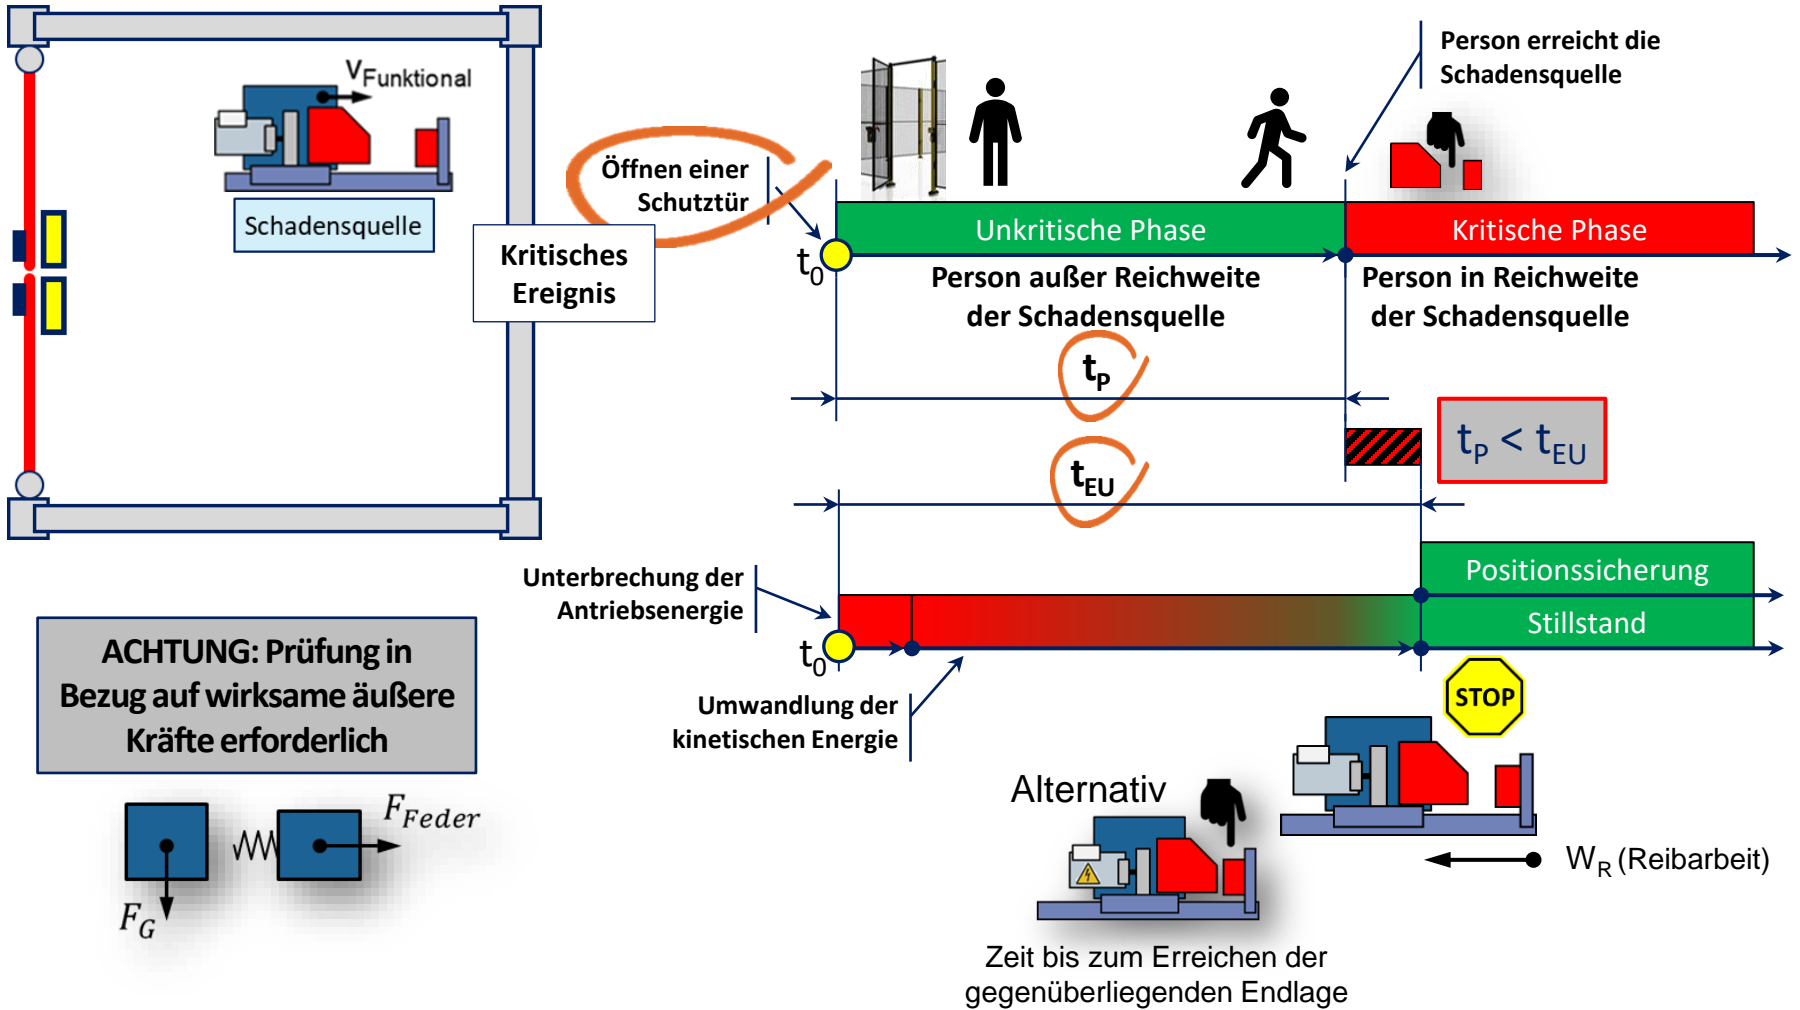 VFunktional
Schadensquelle
Kritisches
Ereignis
Öffnen einer
Schutztür
Person erreicht die
Schadensquelle
t0
Unkritische Phase
Kritische Phase
Person außer Reichweite
der Schadensquelle
Person in Reichweite
der Schadensquelle
tP
tP < tEU
tEU
Unterbrechung der
Antriebsenergie
Positionssicherung
Stillstand
t0
Umwandlung der
kinetischen Energie
STOP
ACHTUNG: Prüfung in
Bezug auf wirksame äußere
Kräfte erforderlich
FFeder
FG
Alternativ
WR (Reibarbeit)
Zeit bis zum Erreichen der
gegenüberliegenden Endlage